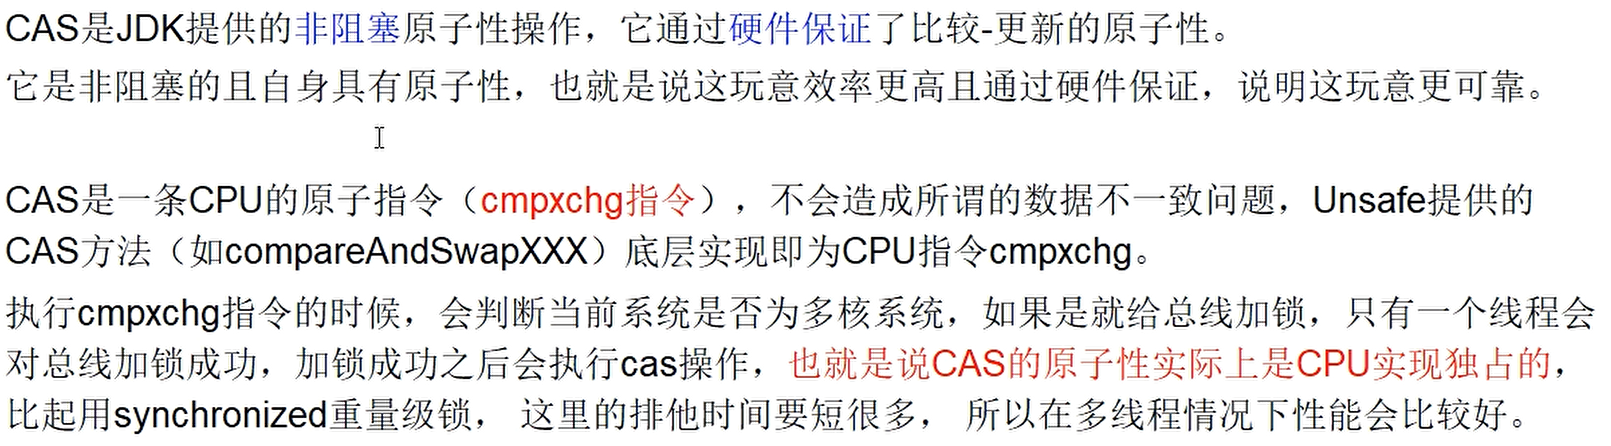 CAS是JDK提供的非阻塞原子性操作，它通过硬件保证了比较-更新的原子性。
它是非阻塞的且自身具有原子性，也就是说这玩意效率更高且通过硬件保证，说明这玩意更可靠。
CAS是一条CPU的原子指令（cmpxchg指令），不会造成所谓的数据不一致问题，Unsafe提供的
CAS方法（如compareAndSwapXXX）底层实现即为CPU指令cmpxchg。
执行cmpxchg指令的时候，会判断当前系统是否为多核系统，如果是就给总线加锁，只有一个线程会
对总线加锁成功，加锁成功之后会执行cas操作，也就是说CAS的原子性实际上是CPU实现独占的，
比起用synchronized重量级锁， 这里的排他时间要短很多， 所以在多线程情况下性能会比较好。